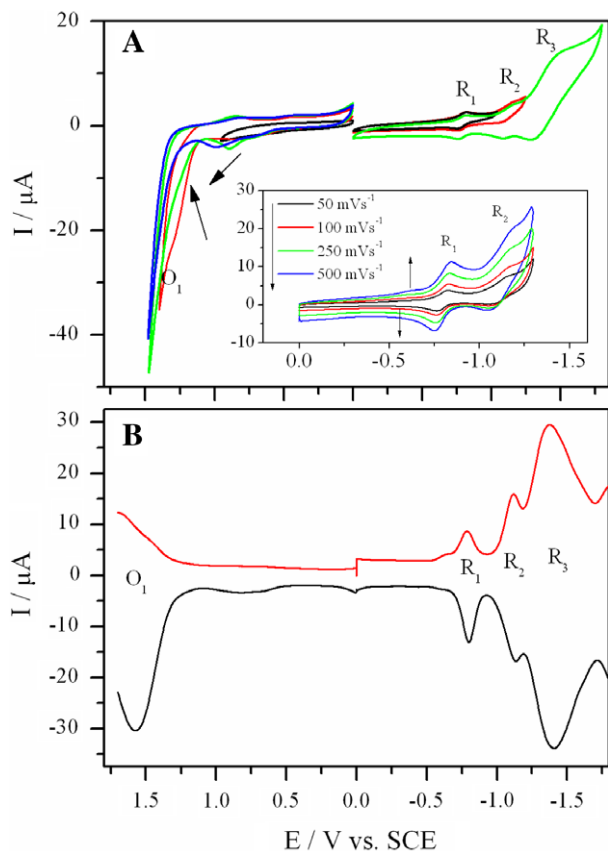 A
20
0
-20
-40
I / µA
R1
R2
R3
O1
50 mVs-1
100 mVs-1
250 mVs-1
500 mVs-1
R1
R2
30
20
10
0
-10
0.0
-0.5
-1.0
-1.5
B
30
20
10
0
-10
-20
-30
I / µA
O1
R1
R2
R3
1.5
1.0
0.5
0.0
-0.5
-1.0
-1.5
E / V vs. SCE